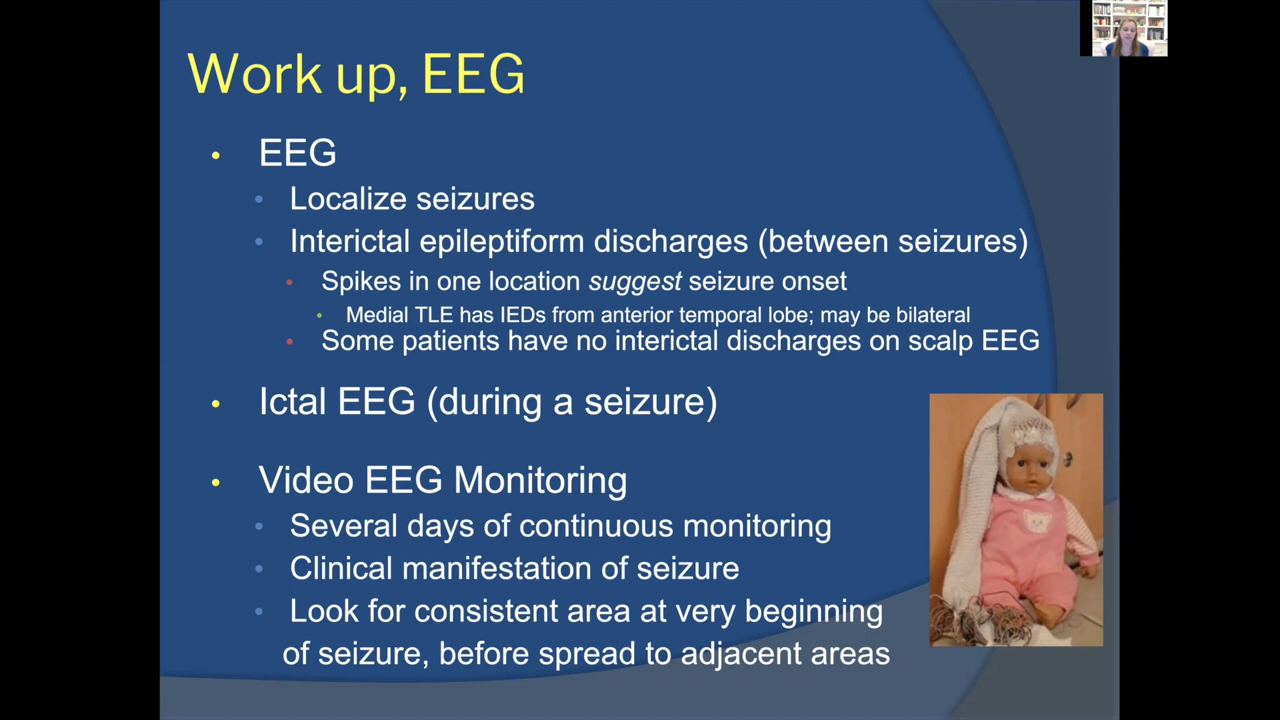 Work up, EEG
• EEG
• Localize seizures
• Interictal epileptiform discharges (between seizures)
• Spikes in one location suggest seizure onset
• Medial TLE has IEDs from anterior temporal lobe; may be bilateral
• Some patients have no interictal discharges on scalp EEG
• Ictal EEG (during a seizure)
• Video EEG Monitoring
• Several days of continuous monitoring
• Clinical manifestation of seizure
• Look for consistent area at very beginning
of seizure, before spread to adjacent areas